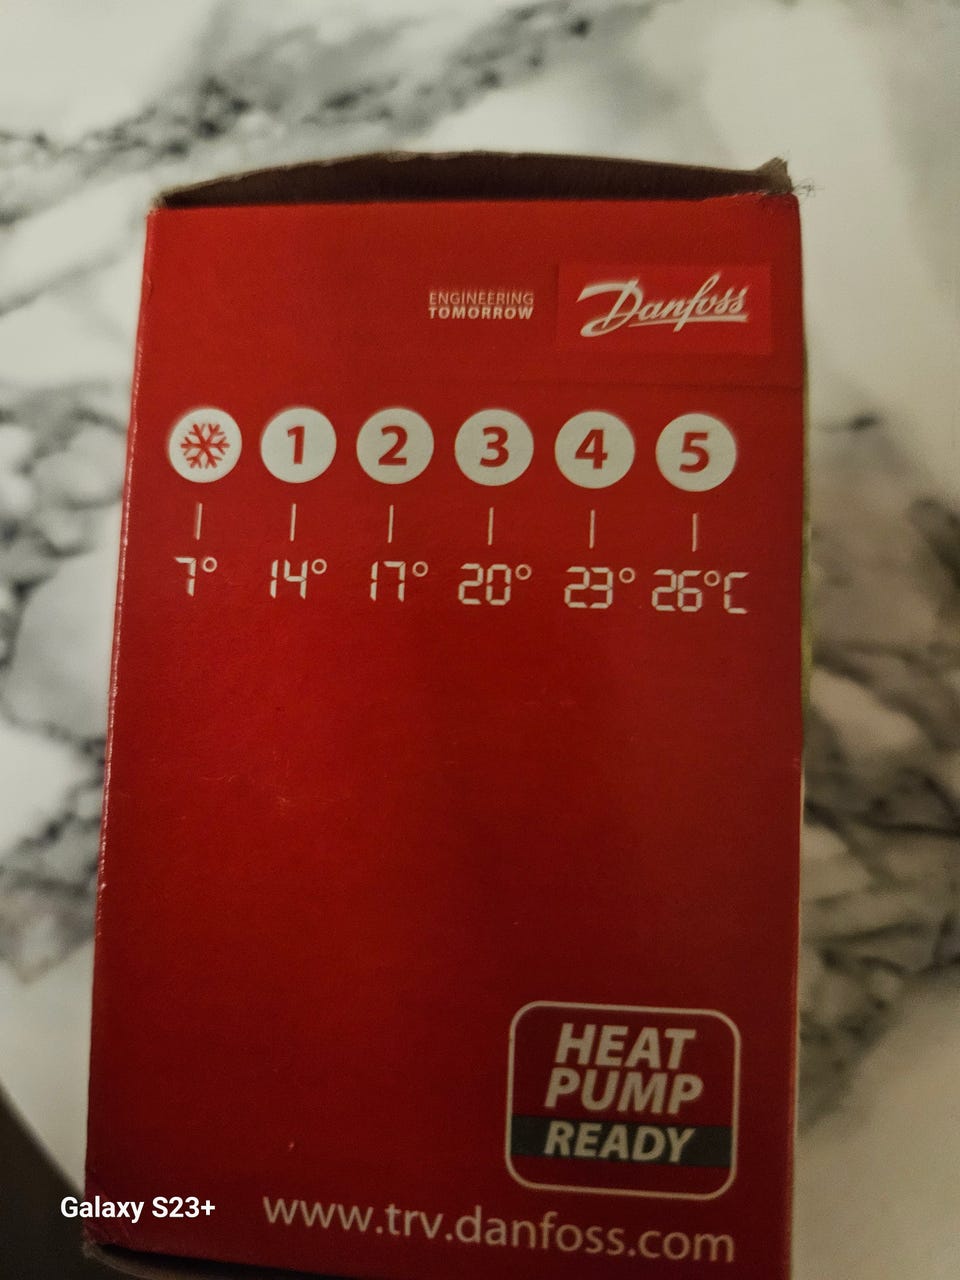 ENGINEERING
TOMORROW
Danfoss
1 2 3 4 5
7° 14° 17° 20° 23° 26°C
HEAT
PUMP
READY
www.trv.danfoss.com
Galaxy S23+